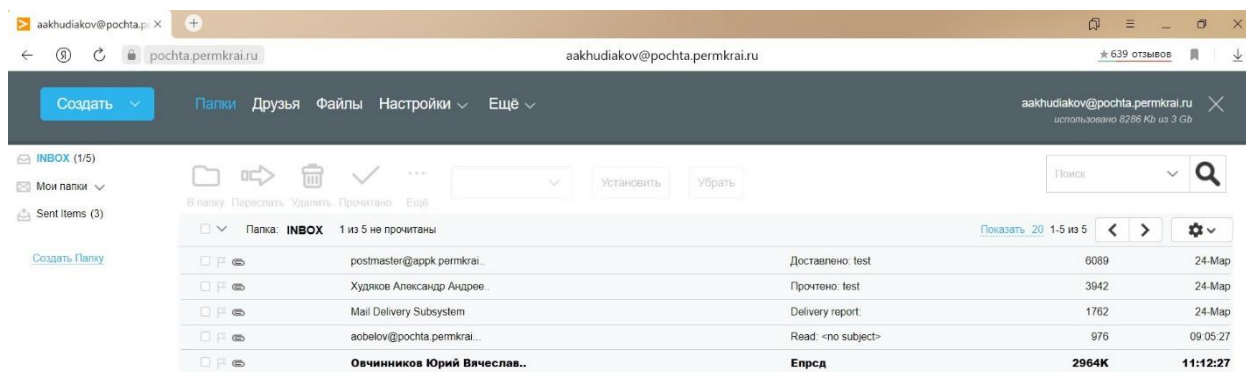 aakhudiakov@pochta.p
pochta.permkrai.ru aakhudiakov@pochta.permkrai.ru ★ 639 отзывов
Создать Папки Друзья Файлы Настройки Ещё aakhudiakov@pochta.permkrai.ru
использовано 8286 Kb из 3 Gb
INBOX (1/5)
Мои папки
Sent Items (3)
Создать Папку
В папку Переслать Удалить Прочитано Ещё Установить Убрать Поиск
Папка: INBOX 1 из 5 не прочитаны Показать 20 1-5 из 5
postmaster@appk.permkrai.. Доставлено: test 6089 24-Мар
Худяков Александр Андрее.. Прочтено: test 3942 24-Мар
Mail Delivery Subsystem Delivery report: 1762 24-Мар
aobelov@pochta.permkrai... Read: <no subject> 976 09:05:27
Овчинников Юрий Вячеслав.. Епрсд 2964K 11:12:27